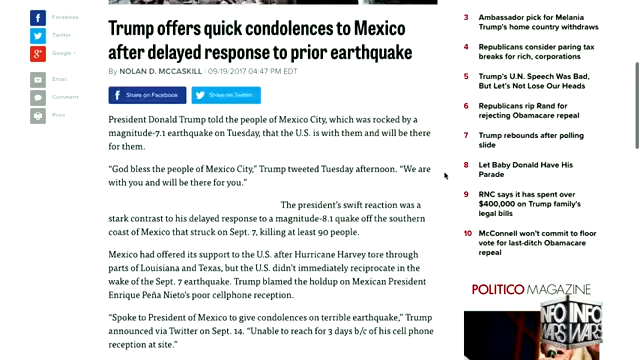 Facebook
Twitter
Google +
Email
Comment
Print
Trump offers quick condolences to Mexico
after delayed response to prior earthquake
By NOLAN D. MCCASKILL | 09/19/2017 04:47 PM EDT
Share on Facebook
Share on Twitter
President Donald Trump told the people of Mexico City, which was rocked by a
magnitude-7.1 earthquake on Tuesday, that the U.S. is with them and will be there
for them.
“God bless the people of Mexico City,” Trump tweeted Tuesday afternoon. “We are
with you and will be there for you.”
The president’s swift reaction was a
stark contrast to his delayed response to a magnitude-8.1 quake off the southern
coast of Mexico that struck on Sept. 7, killing at least 90 people.
Mexico had offered its support to the U.S. after Hurricane Harvey tore through
parts of Louisiana and Texas, but the U.S. didn’t immediately reciprocate in the
wake of the Sept. 7 earthquake. Trump blamed the holdup on Mexican President
Enrique Peña Nieto’s poor cellphone reception.
“Spoke to President of Mexico to give condolences on terrible earthquake,” Trump
announced via Twitter on Sept. 14. “Unable to reach for 3 days b/c of his cell phone
reception at site.”
3 Ambassador pick for Melania
Trump’s home country withdraws
4 Republicans consider paring tax
breaks for rich, corporations
5 Trump’s U.N. Speech Was Bad,
But Let’s Not Lose Our Heads
6 Republicans rip Rand for
rejecting Obamacare repeal
7 Trump rebounds after polling
slide
8 Let Baby Donald Have His
Parade
9 RNC says it has spent over
$400,000 on Trump family’s
legal bills
10 McConnell won’t commit to floor
vote for last-ditch Obamacare
repeal
POLITICO MAGAZINE
INFO
WARS
INFO
WARS